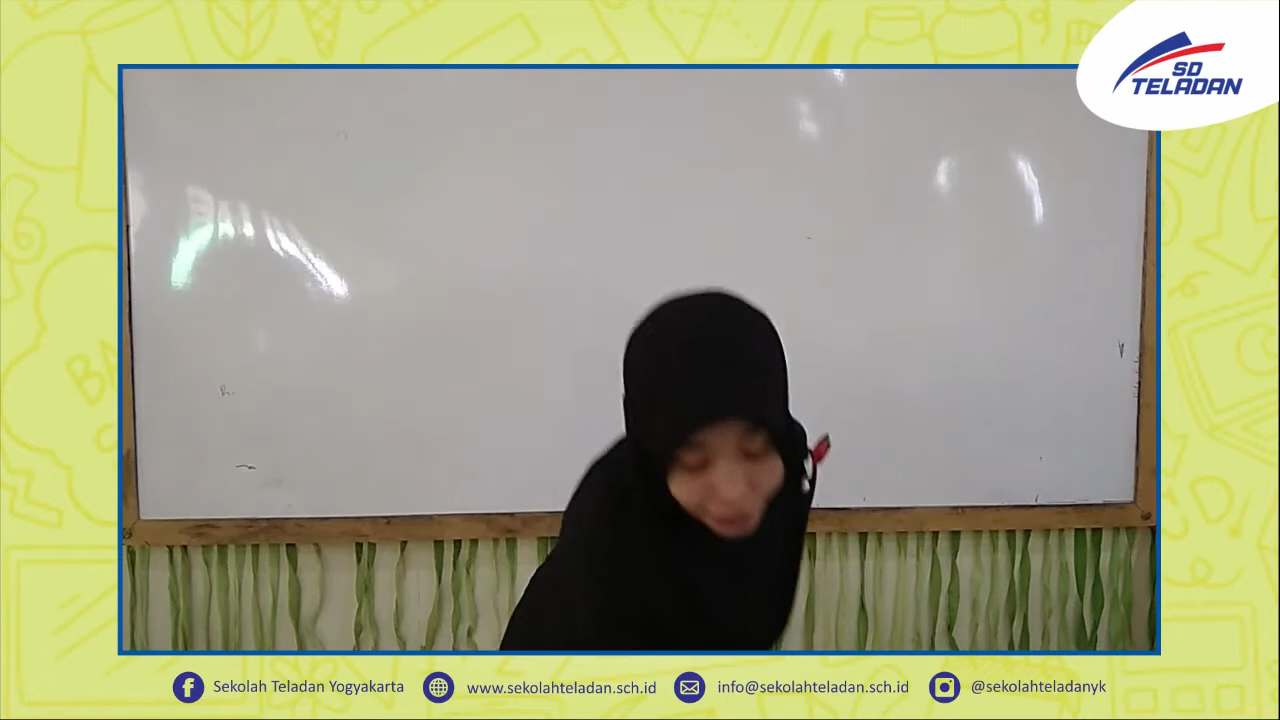 SD
TELADAN
Sekolah Teladan Yogyakarta
www.sekolahteladan.sch.id
info@sekolahteladan.sch.id
@sekolahteladanyk